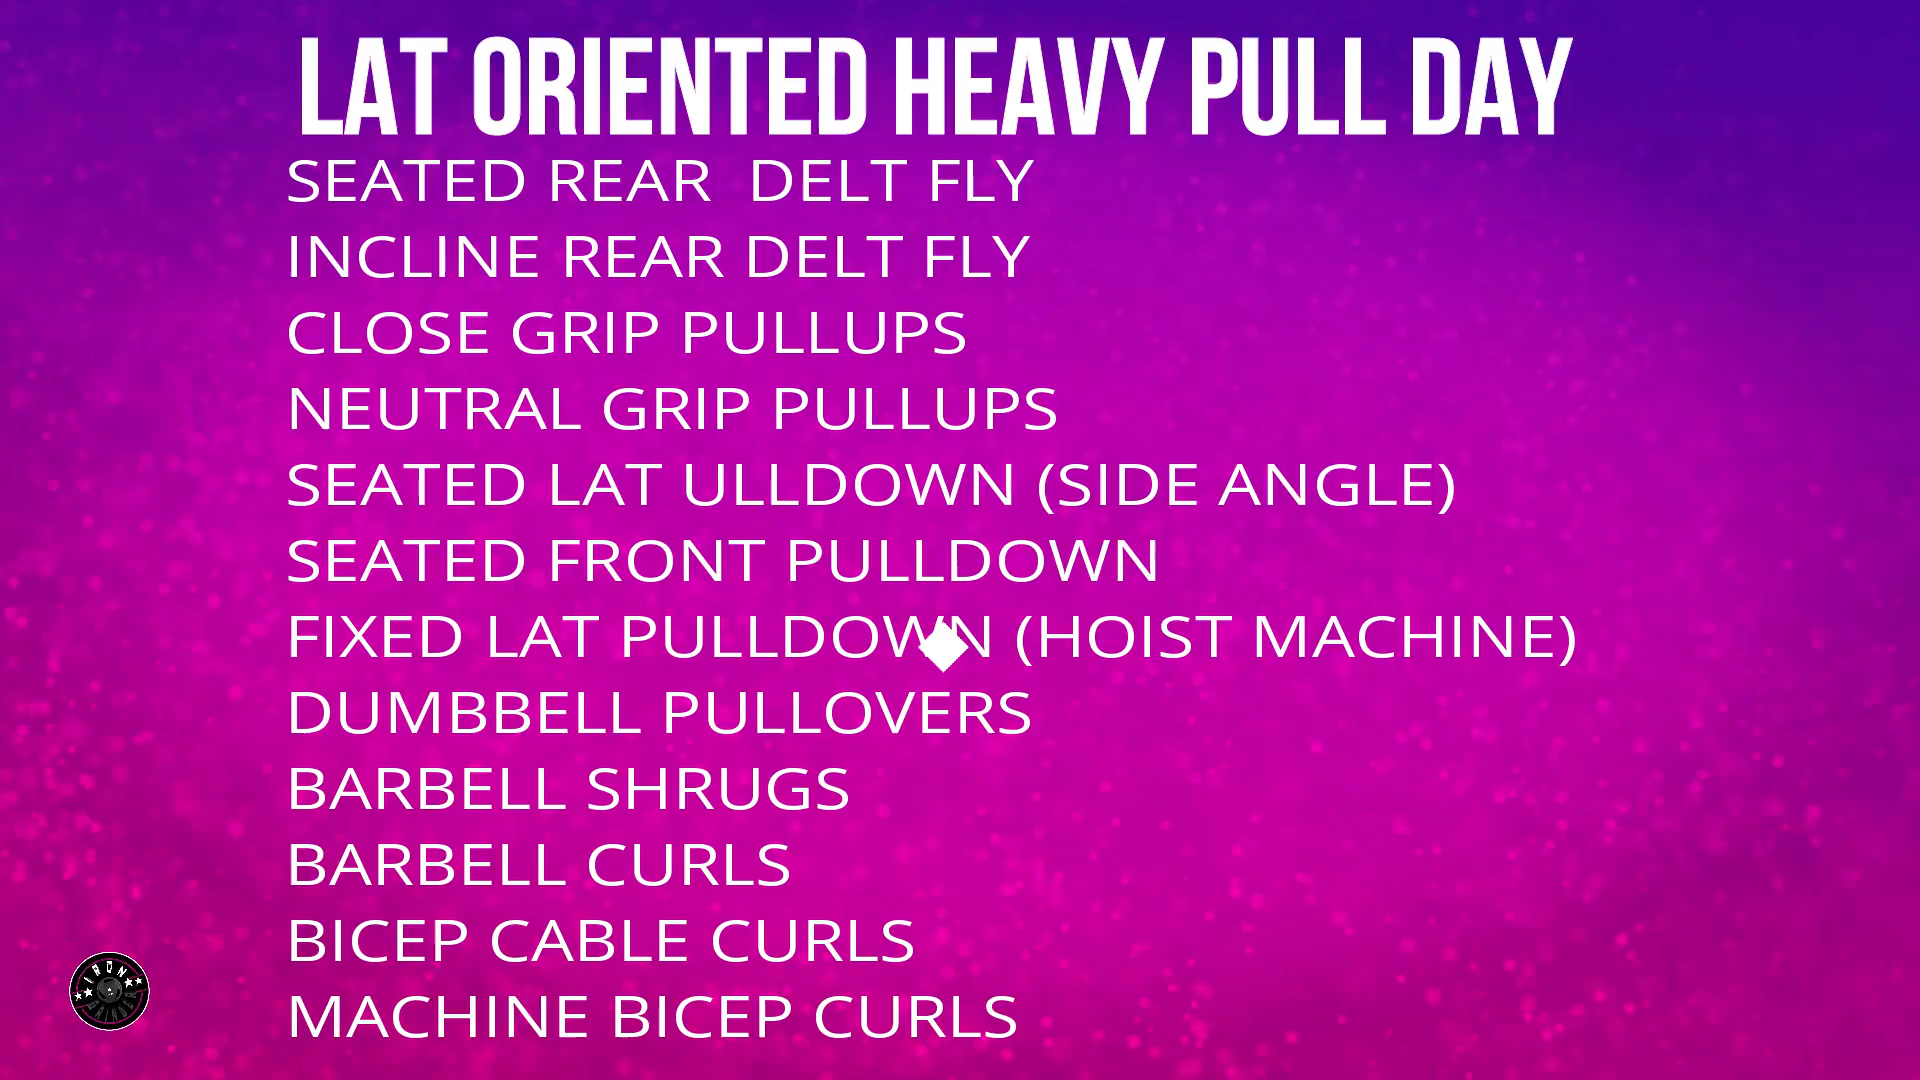 LAT ORIENTED HEAVY PULL DAY
SEATED REAR  DELT FLY
INCLINE REAR DELT FLY
CLOSE GRIP PULLUPS
NEUTRAL GRIP PULLUPS
SEATED LAT ULLDOWN (SIDE ANGLE)
SEATED FRONT PULLDOWN
FIXED LAT PULLDOWN (HOIST MACHINE)
DUMBBELL PULLOVERS
BARBELL SHRUGS
BARBELL CURLS
BICEP CABLE CURLS
MACHINE BICEP CURLS
IRON